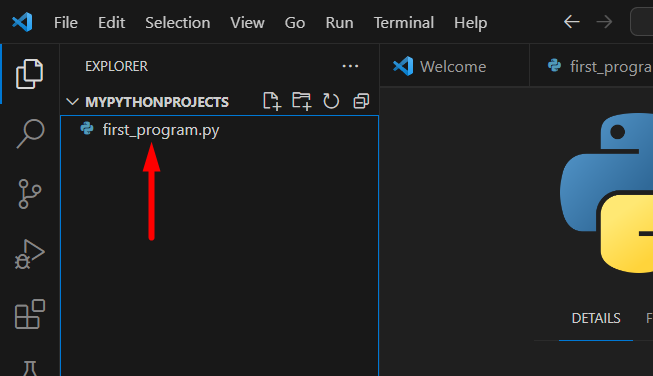 File Edit Selection View Go Run Terminal Help
EXPLORER
Welcome
first_progra
MYPYTHONPROJECTS
first_program.py
DETAILS
F